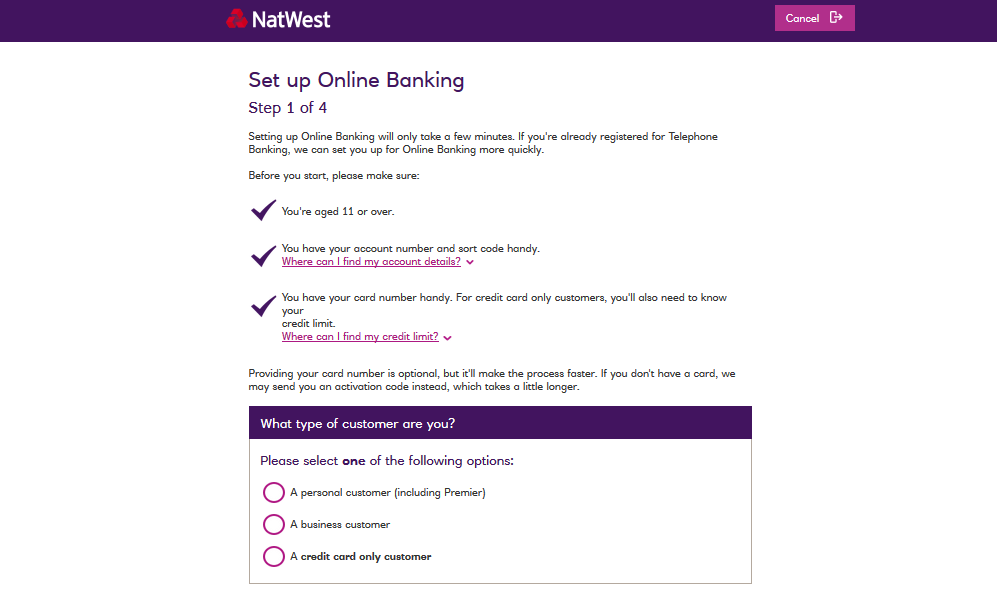 NatWest
Cancel
Set up Online Banking
Step 1 of 4
Setting up Online Banking will only take a few minutes. If you're already registered for Telephone
Banking, we can set you up for Online Banking more quickly.
Before you start, please make sure:
You're aged 11 or over.
You have your account number and sort code handy.
Where can I find my account details?
You have your card number handy. For credit card only customers, you'll also need to know
your
credit limit.
Where can I find my credit limit?
Providing your card number is optional, but it'll make the process faster. If you don't have a card, we
may send you an activation code instead, which takes a little longer.
What type of customer are you?
Please select one of the following options:
A personal customer (including Premier)
A business customer
A credit card only customer